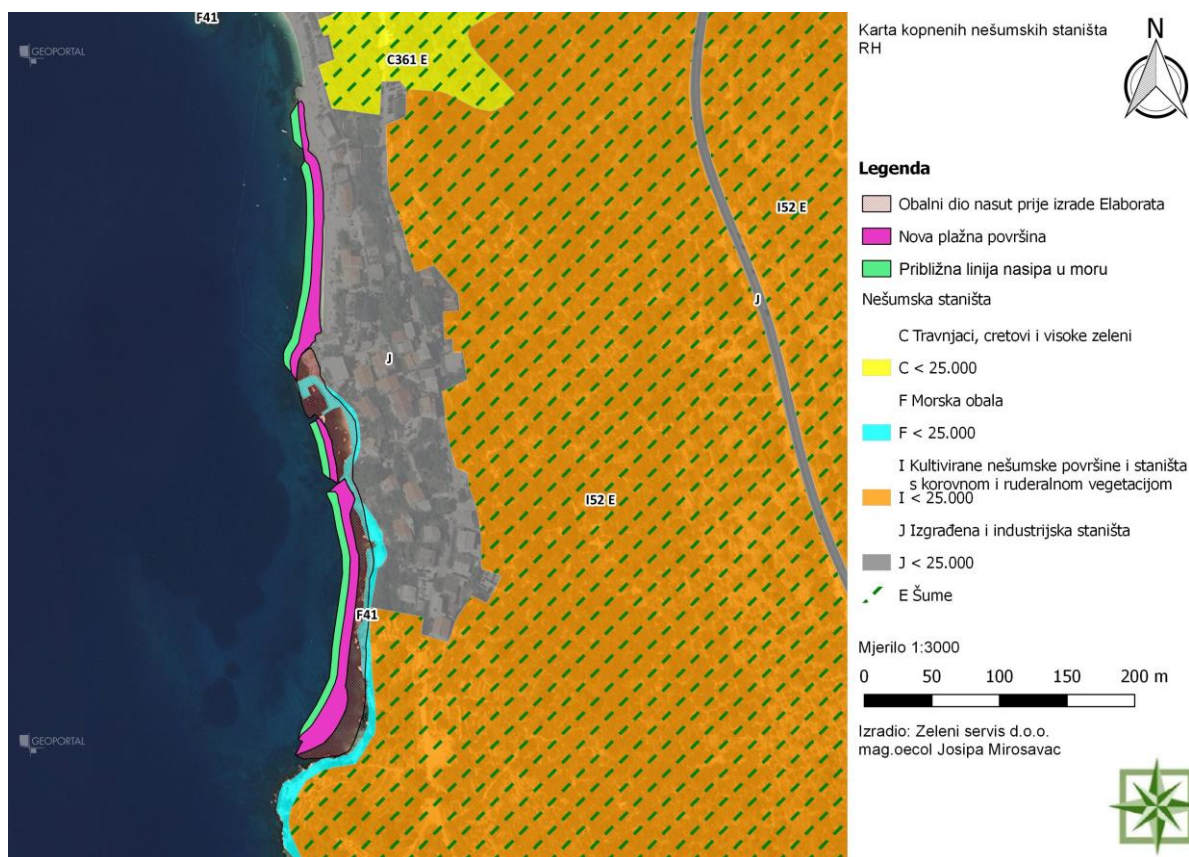 F41
GEOPORTAL
C361 E
I52 E
J
J
I52 E
F41
GEOPORTAL
Karta kopnenih nešumskih staništa
RH
N
Legenda
Obalni dio nasut prije izrade Elaborata
Nova plažna površina
Približna linija nasipa u moru
Nešumska staništa
C Travnjaci, cretovi i visoke zeleni
C < 25.000
F Morska obala
F < 25.000
I Kultivirane nešumske površine i staništa
s korovnom i ruderalnom vegetacijom
I < 25.000
J Izgrađena i industrijska staništa
J < 25.000
E Šume
Mjerilo 1:3000
0 50 100 150 200 m
Izradio: Zeleni servis d.o.o.
mag.oecol Josipa Mirosavac